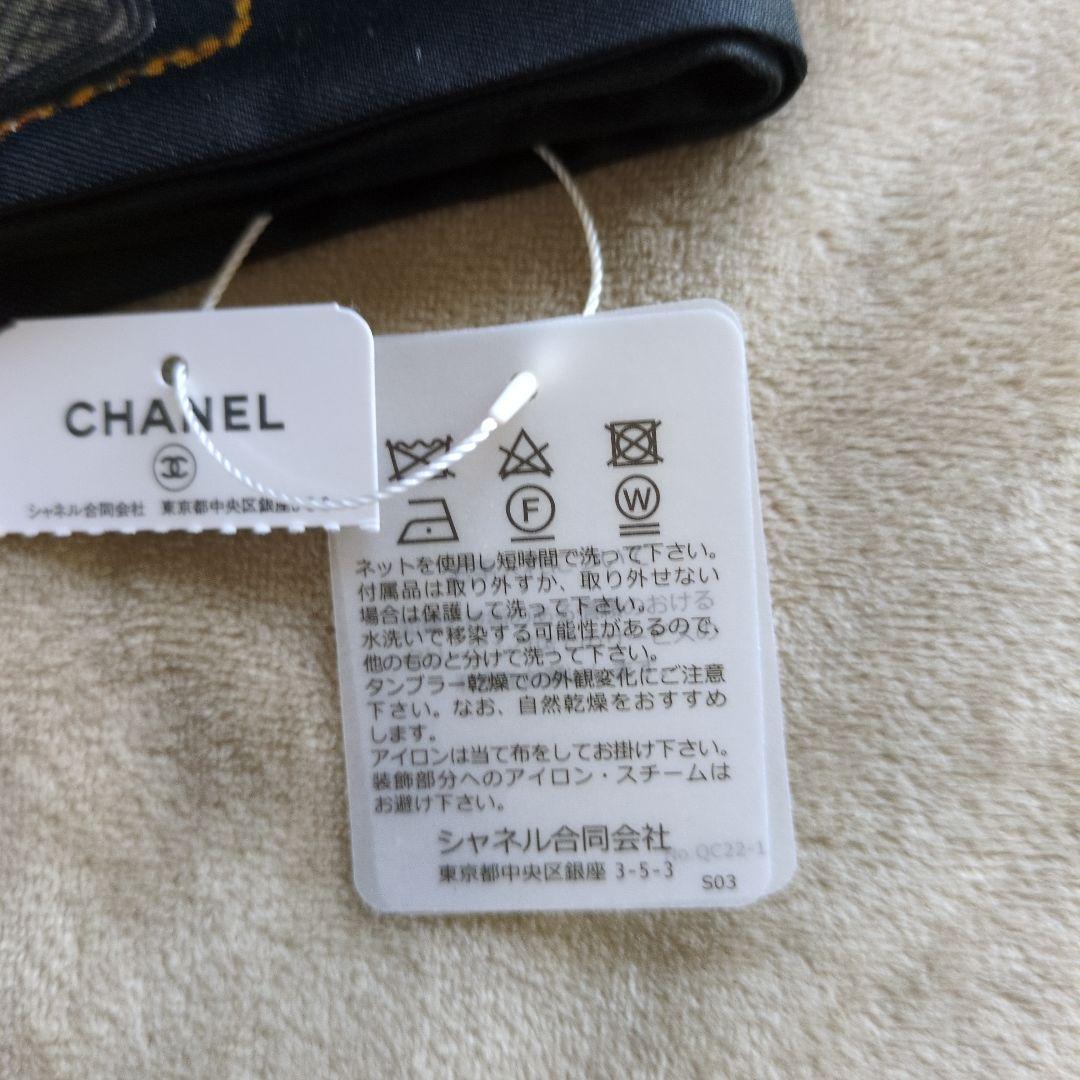 CHANEL
シャネル合同会社 東京都中央区銀座
F
W
ネットを使用し短時間で洗って下さい。
付属品は取り外すか、取り外せない
場合は保護して洗って下さい。
おける
水洗いで移染する可能性があるので、
他のものと分けて洗って下さい。
タンブラー乾燥での外観変化にご注意
下さい。なお、自然乾燥をおすすめ
します。
アイロンは当て布をしてお掛け下さい。
装飾部分へのアイロン・スチームは
お避け下さい。
シャネル合同会社
No.QC22-1
東京都中央区銀座 3-5-3
S03